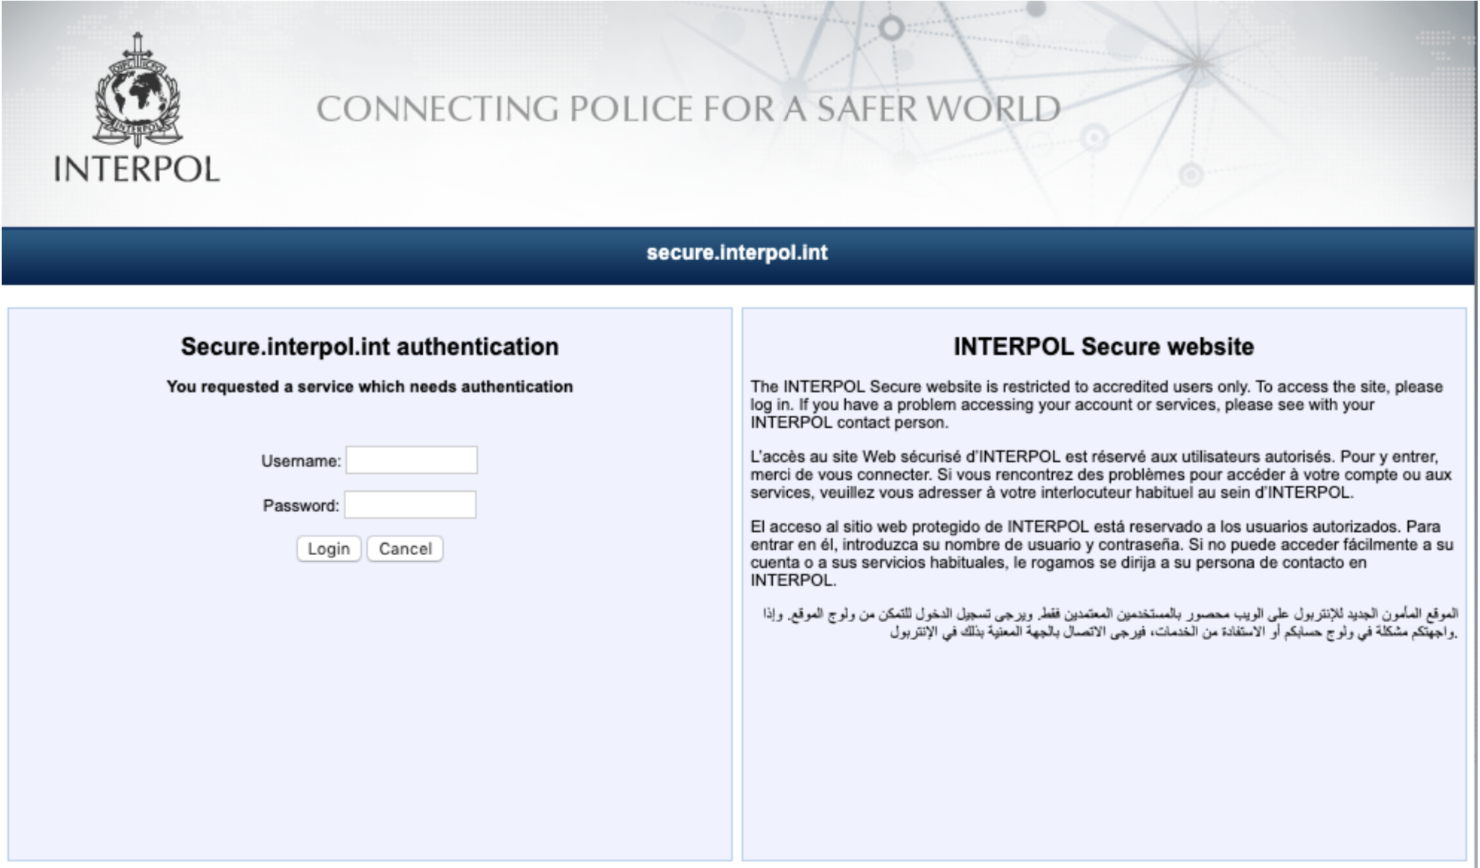 INTERPOL
CONNECTING POLICE FOR A SAFER WORLD
INTERPOL
secure.interpol.int
Secure.interpol.int authentication
You requested a service which needs authentication
Username:
Password:
Login Cancel
INTERPOL Secure website
The INTERPOL Secure website is restricted to accredited users only. To access the site, please
log in. If you have a problem accessing your account or services, please see with your
INTERPOL contact person.
L'accès au site Web sécurisé d'INTERPOL est réservé aux utilisateurs autorisés. Pour y entrer,
merci de vous connecter. Si vous rencontrez des problèmes pour accéder à votre compte ou aux
services, veuillez vous adresser à votre interlocuteur habituel au sein d'INTERPOL.
El acceso al sitio web protegido de INTERPOL está reservado a los usuarios autorizados. Para
entrar en él, introduzca su nombre de usuario y contraseña. Si no puede acceder fácilmente a su
cuenta o a sus servicios habituales, le rogamos se dirija a su persona de contacto en
INTERPOL.
الموقع المأمون الجديد للإنتربول على الويب محصور بالمستخدمين المعتمدين فقط. ويرجى تسجيل الدخول للتمكن من ولوج الموقع. وإذا
واجهتكم مشكلة في ولوج حسابكم أو الاستفادة من الخدمات، فيرجى الاتصال بالجهة المعنية بذلك في الإنتربول.